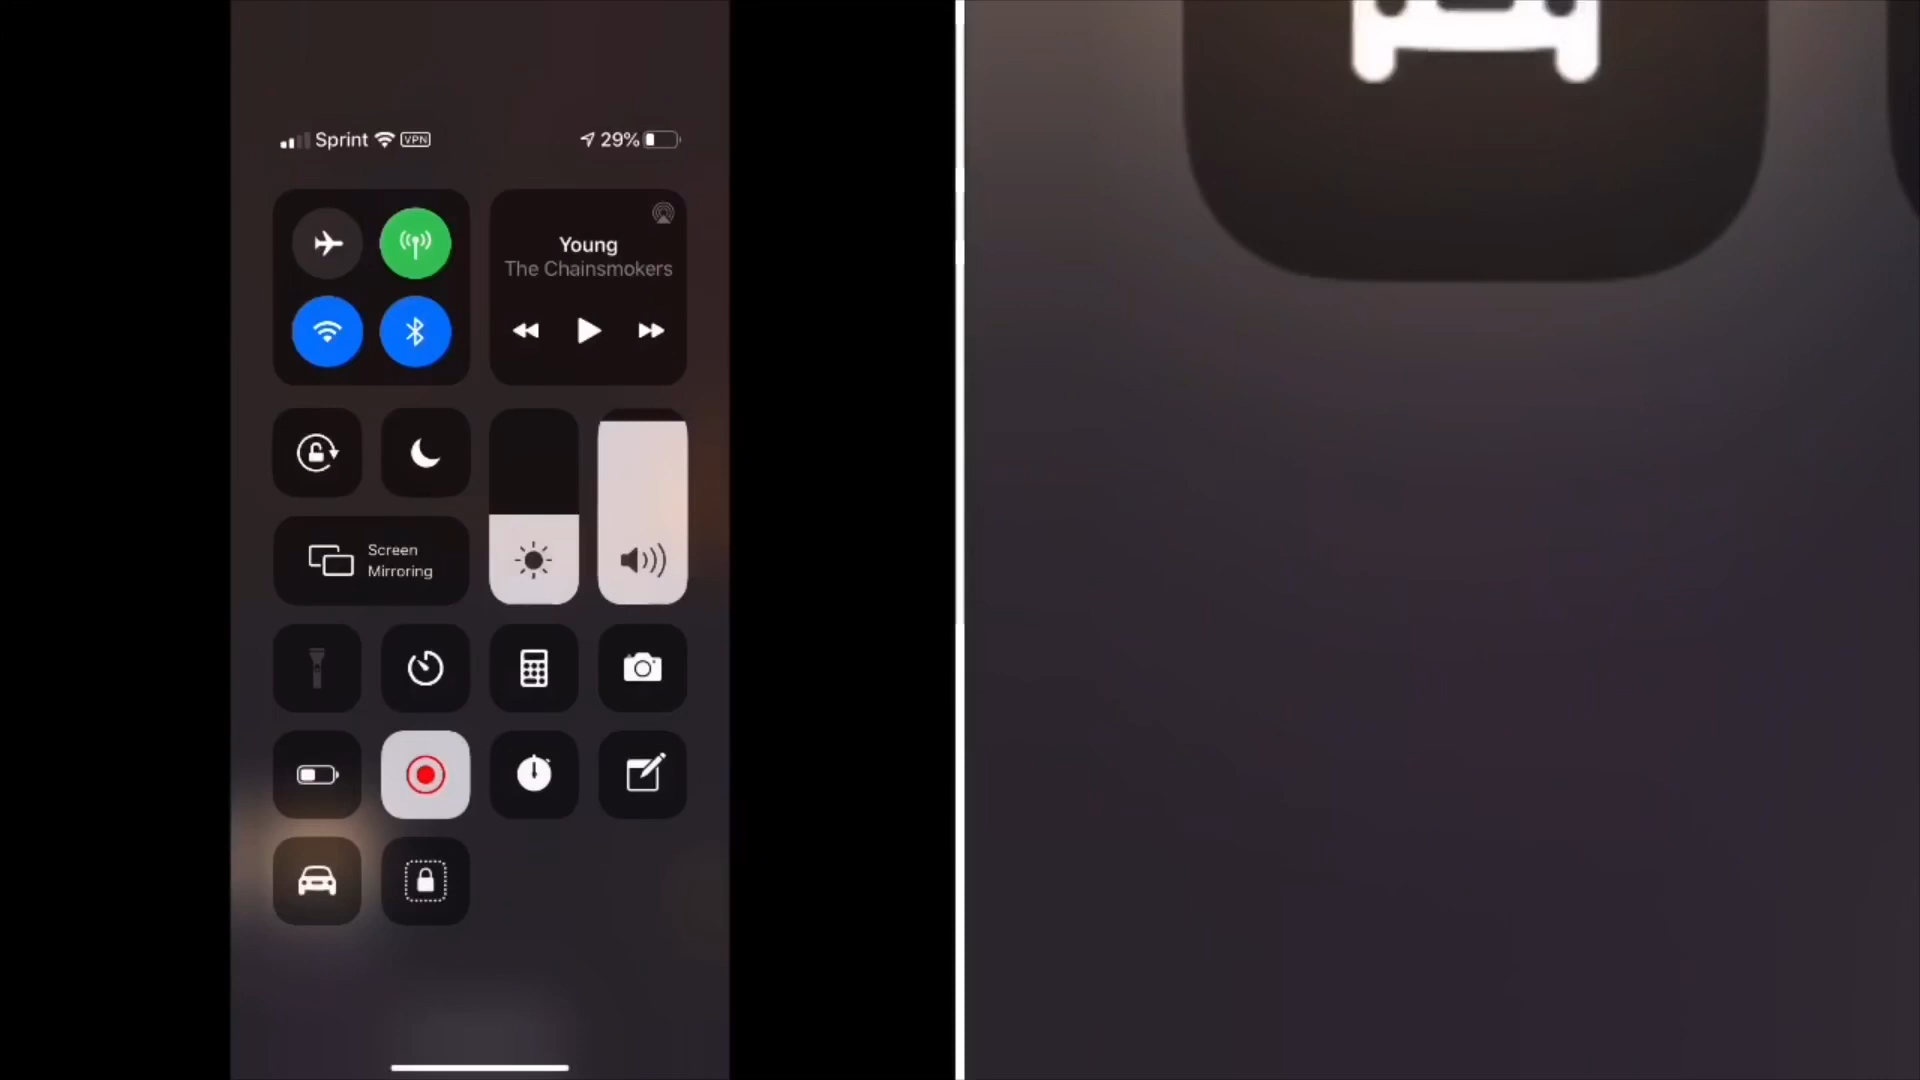 Sprint VPN 29%
Young
The Chainsmokers
Screen
Mirroring